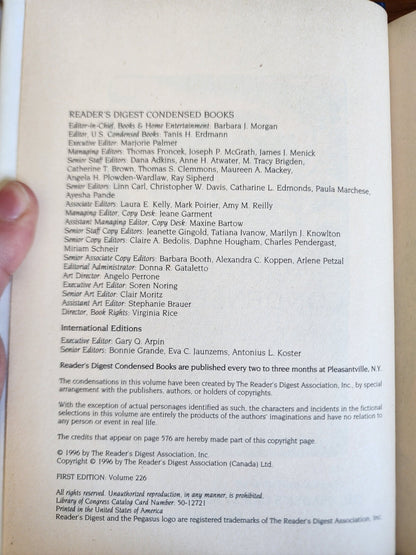 READER'S DIGEST CONDENSED BOOKS
Editor-in-Chief, Books & Home Entertainment: Barbara J. Morgan
Editor, U.S. Condensed Books: Tanis H. Erdmann
Executive Editor: Marjorie Palmer
Managing Editors: Thomas Froncek, Joseph P. McGrath, James J. Menick
Senior Staff Editors: Dana Adkins, Anne H. Atwater, M. Tracy Brigden,
Catherine T. Brown, Thomas S. Clemmons, Maureen A. Mackey,
Angela H. Plowden-Wardlaw, Ray Sipherd
Senior Editors: Linn Carl, Christopher W. Davis, Catharine L. Edmonds, Paula Marchese,
Ayesha Pande
Associate Editors: Laura E. Kelly, Mark Poirier, Amy M. Reilly
Managing Editor, Copy Desk: Jeane Garment
Assistant Managing Editor, Copy Desk: Maxine Bartow
Senior Staff Copy Editors: Jeanette Gingold, Tatiana Ivanow, Marilyn J. Knowlton
Senior Copy Editors: Claire A. Bedolis, Daphne Hougham, Charles Pendergast,
Miriam Schneir
Senior Associate Copy Editors: Barbara Booth, Alexandra C. Koppen, Arlene Petzal
Editorial Administrator: Donna R. Gataletto
Art Director: Angelo Perrone
Executive Art Editor: Soren Noring
Senior Art Editor: Clair Moritz
Assistant Art Editor: Stephanie Brauer
Director, Book Rights: Virginia Rice
International Editions
Executive Editor: Gary Q. Arpin
Senior Editors: Bonnie Grande, Eva C. Jaunzems, Antonius L. Koster
Reader's Digest Condensed Books are published every two to three months at Pleasantville, N.Y.
The condensations in this volume have been created by The Reader's Digest Association, Inc., by special
arrangement with the publishers, authors, or holders of copyrights.
With the exception of actual personages identified as such, the characters and incidents in the fictional
selections in this volume are entirely the products of the authors' imaginations and have no relation to
any person or event in real life.
The credits that appear on page 576 are hereby made part of this copyright page.
© 1996 by The Reader's Digest Association, Inc.
Copyright © 1996 by The Reader's Digest Association (Canada) Ltd.
FIRST EDITION: Volume 226
All rights reserved. Unauthorized reproduction, in any manner, is prohibited.
Library of Congress Catalog Card Number: 50-12721
Printed in the United States of America
Reader's Digest and the Pegasus logo are registered trademarks of The Reader's Digest Association, Inc.